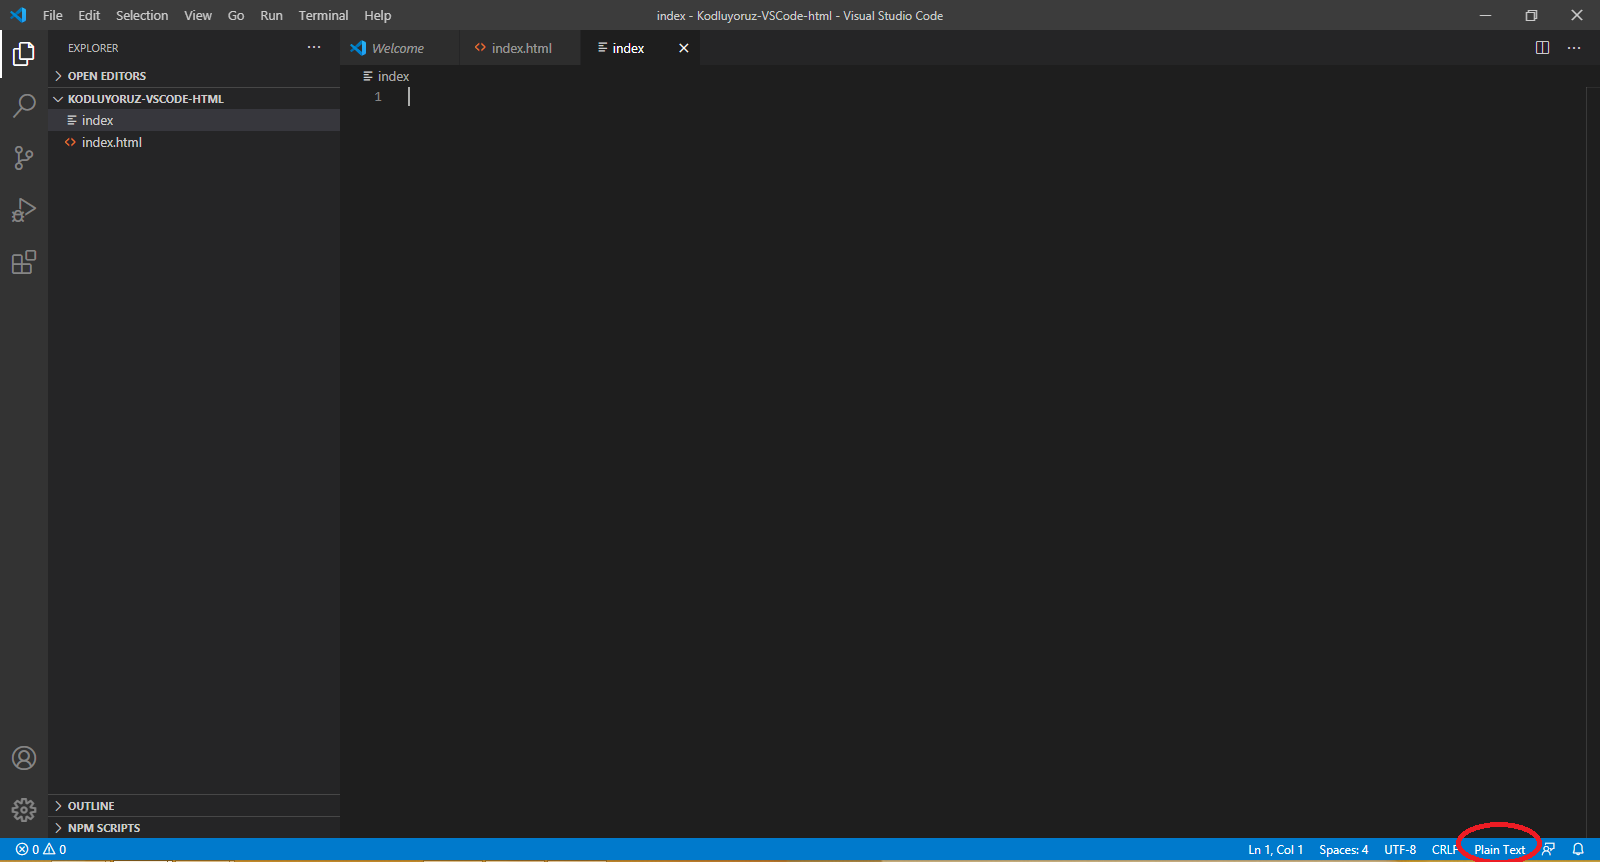 File Edit Selection View Go Run Terminal Help
index - Kodluyoruz-VSCode-html - Visual Studio Code
EXPLORER
OPEN EDITORS
KODLUYORUZ-VSCODE-HTML
index
index.html
OUTLINE
NPM SCRIPTS
Welcome
index.html
index
index
1
0 0
Ln 1, Col 1 Spaces: 4 UTF-8 CRLF Plain Text